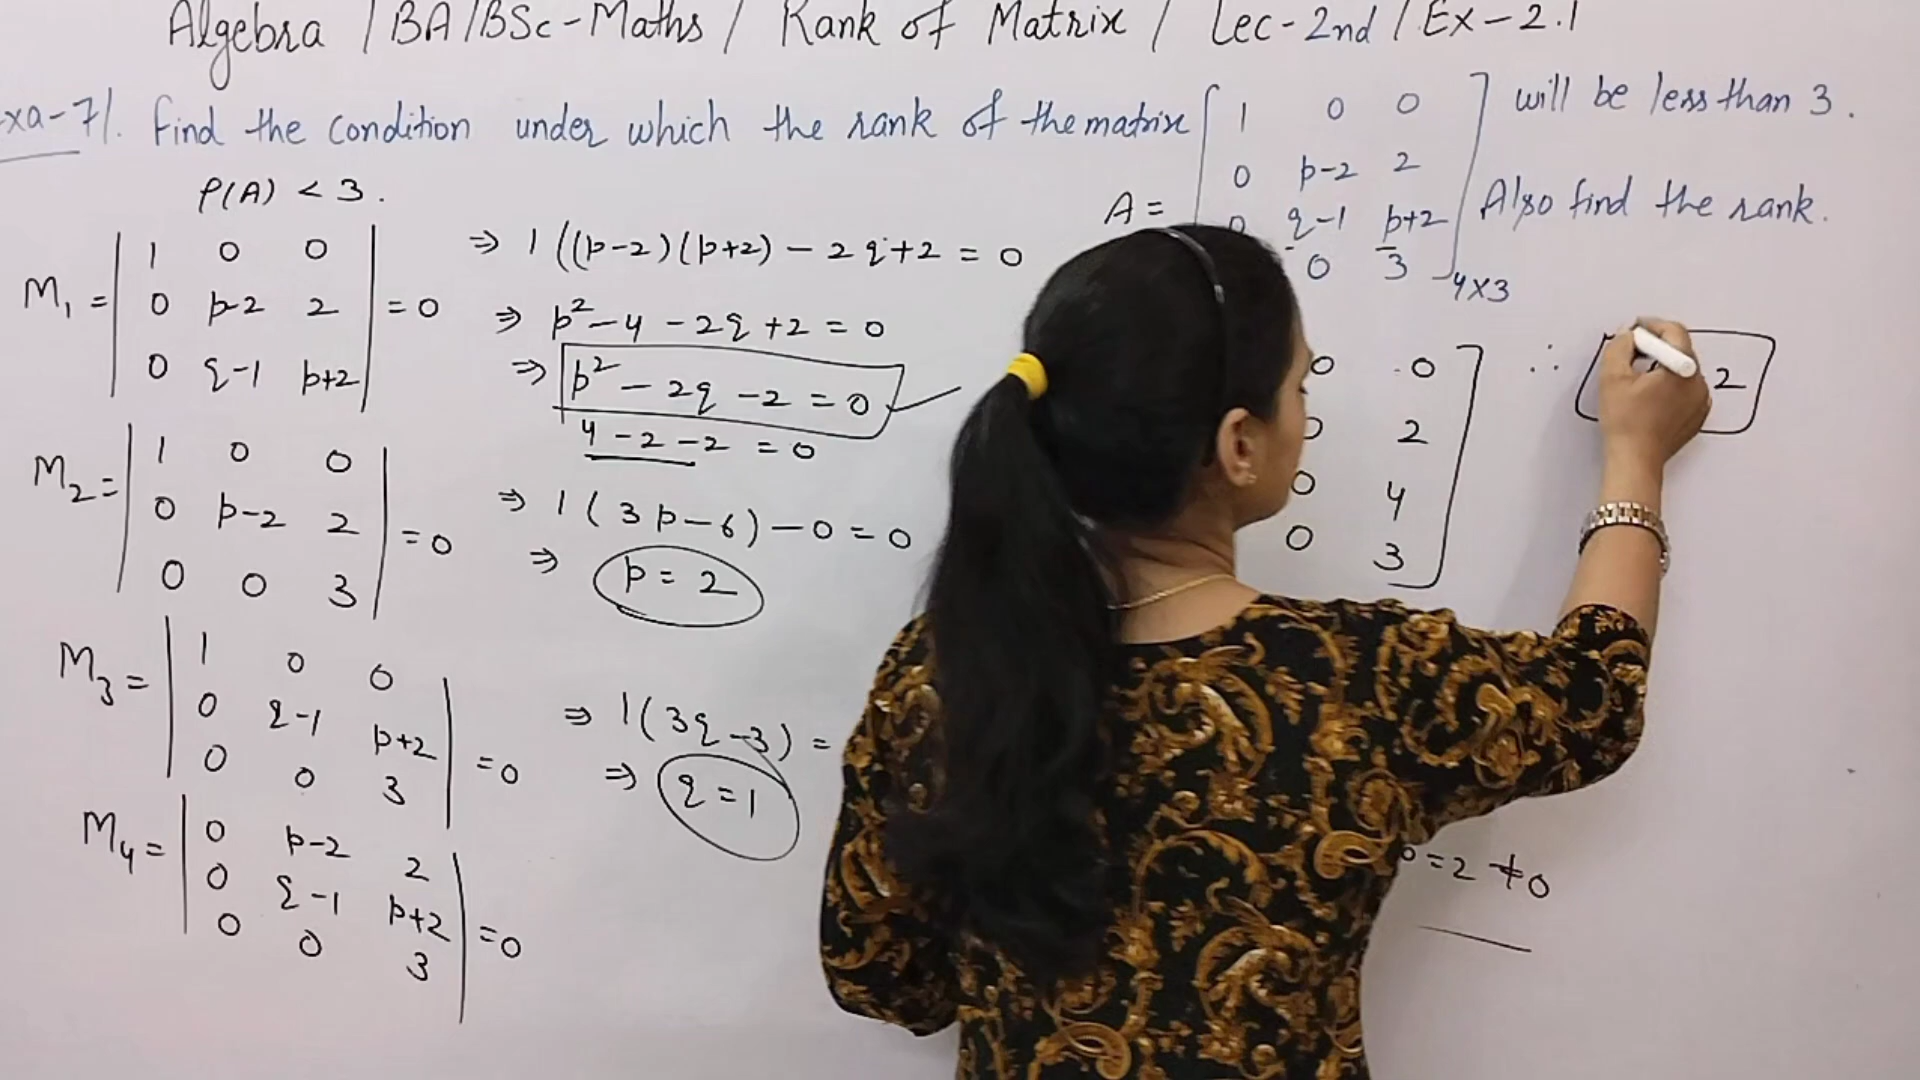 Algebra / BA/BSc-Maths / Rank of Matrix / Lec-2nd / Ex-2.1
xa-7/. Find the condition under which the rank of the matrix
A =
1 0 0
0 p-2 2
0 q-1 p+2
0 3
4×3
will be less than 3.
Also find the rank.
ρ(A) < 3.
M₁ =
1 0 0
0 p-2 2
0 q-1 p+2
= 0
⇒ 1((p-2)(p+2) - 2q+2 = 0
⇒ p² - 4 - 2q + 2 = 0
⇒ p² - 2q - 2 = 0
4 - 2 - 2 = 0
M₂ =
1 0 0
0 p-2 2
0 0 3
= 0
⇒ 1(3p-6) - 0 = 0
⇒ p = 2
M₃ =
1 0 0
0 q-1 p+2
0 0 3
= 0
⇒ 1(3q-3) =
⇒ q = 1
M₄ =
0 p-2 2
0 q-1 p+2
0 0 3
= 0
0 0
2
0 4
0 3
∴ 2
= 2 ≠ 0